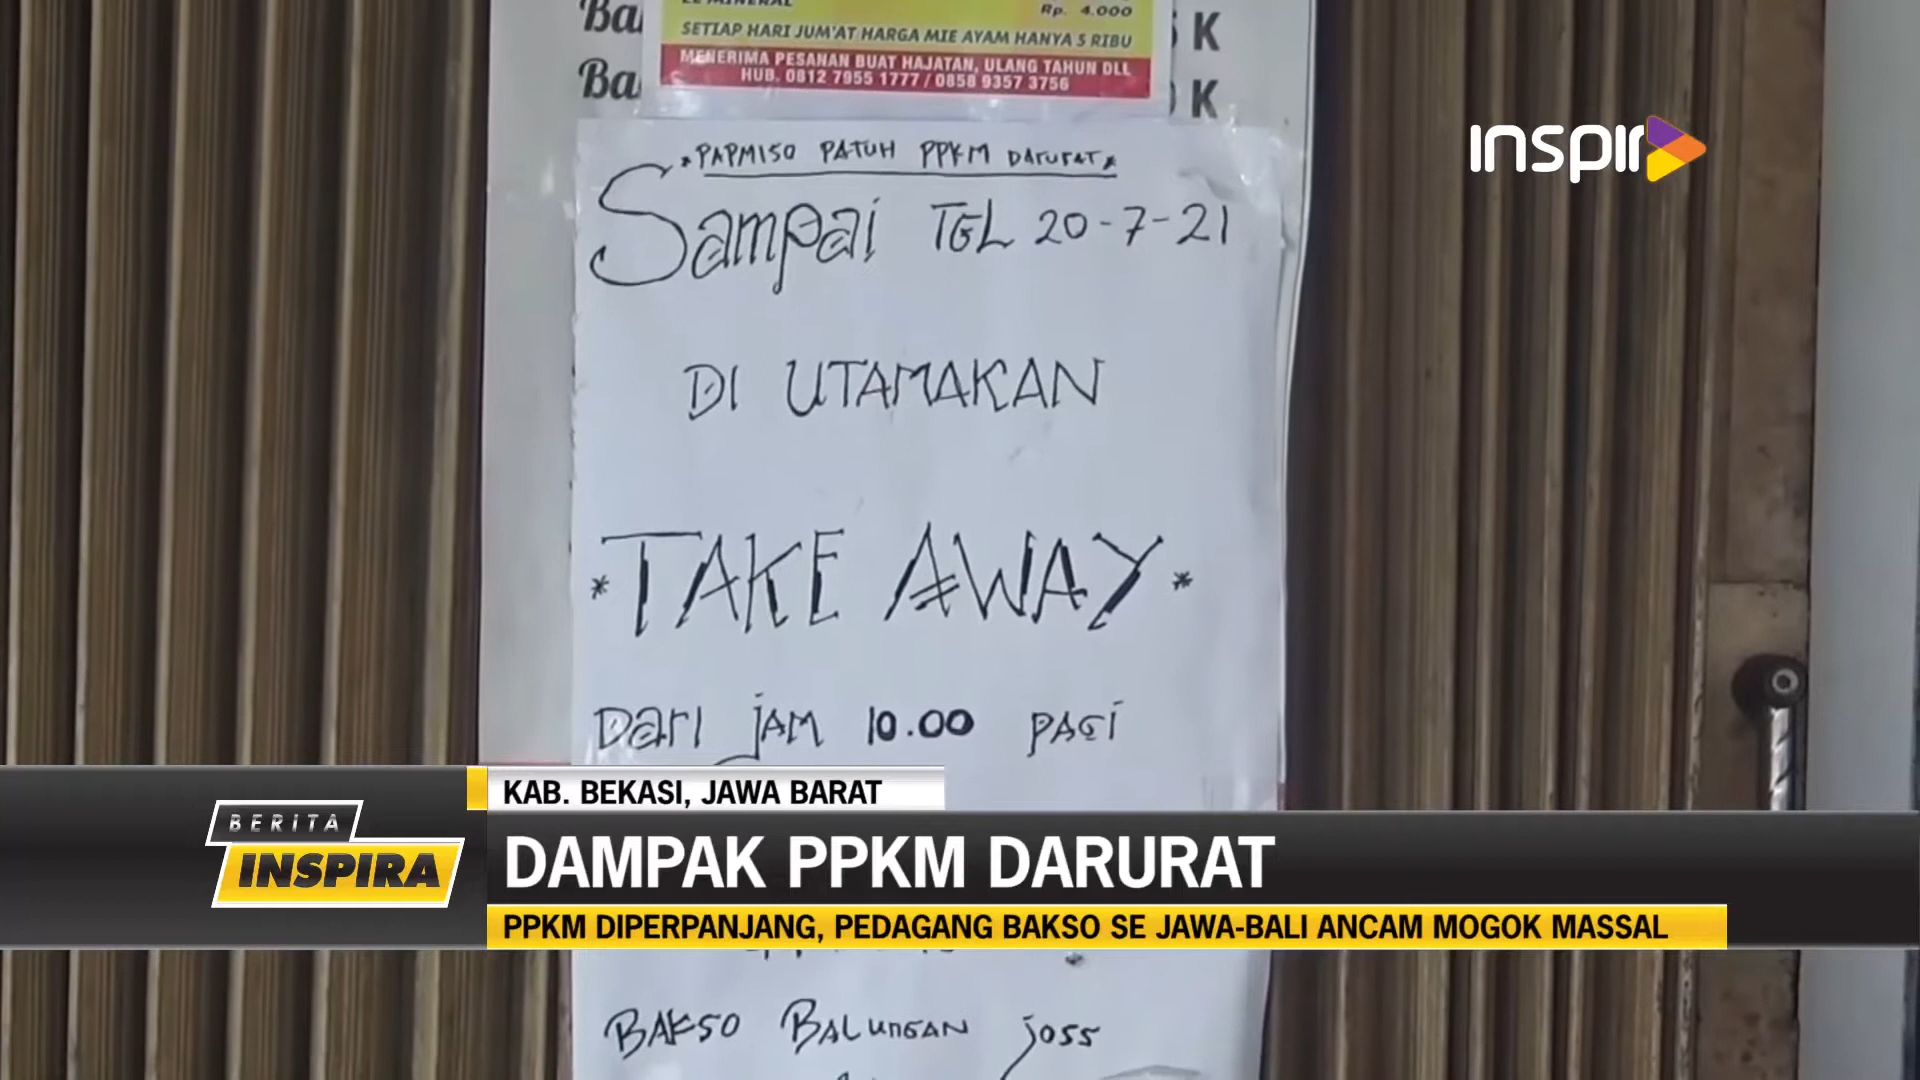 Rp. 4.000
SETIAP HARI JUM'AT HARGA MIE AYAM HANYA 5 RIBU
MENERIMA PESANAN BUAT HAJATAN, ULANG TAHUN DLL
HUB. 0812 7955 1777 / 0858 9357 3756
K
K
inspira
*PAPMISO PATUH PPKM DARURAT*
Sampai TGL 20-7-21
DI UTAMAKAN
*TAKE AWAY*
Dari jAM 10.00 PAGi
KAB. BEKASI, JAWA BARAT
BERITA
INSPIRA
DAMPAK PPKM DARURAT
PPKM DIPERPANJANG, PEDAGANG BAKSO SE JAWA-BALI ANCAM MOGOK MASSAL
BAKSO BALUNGAN joss